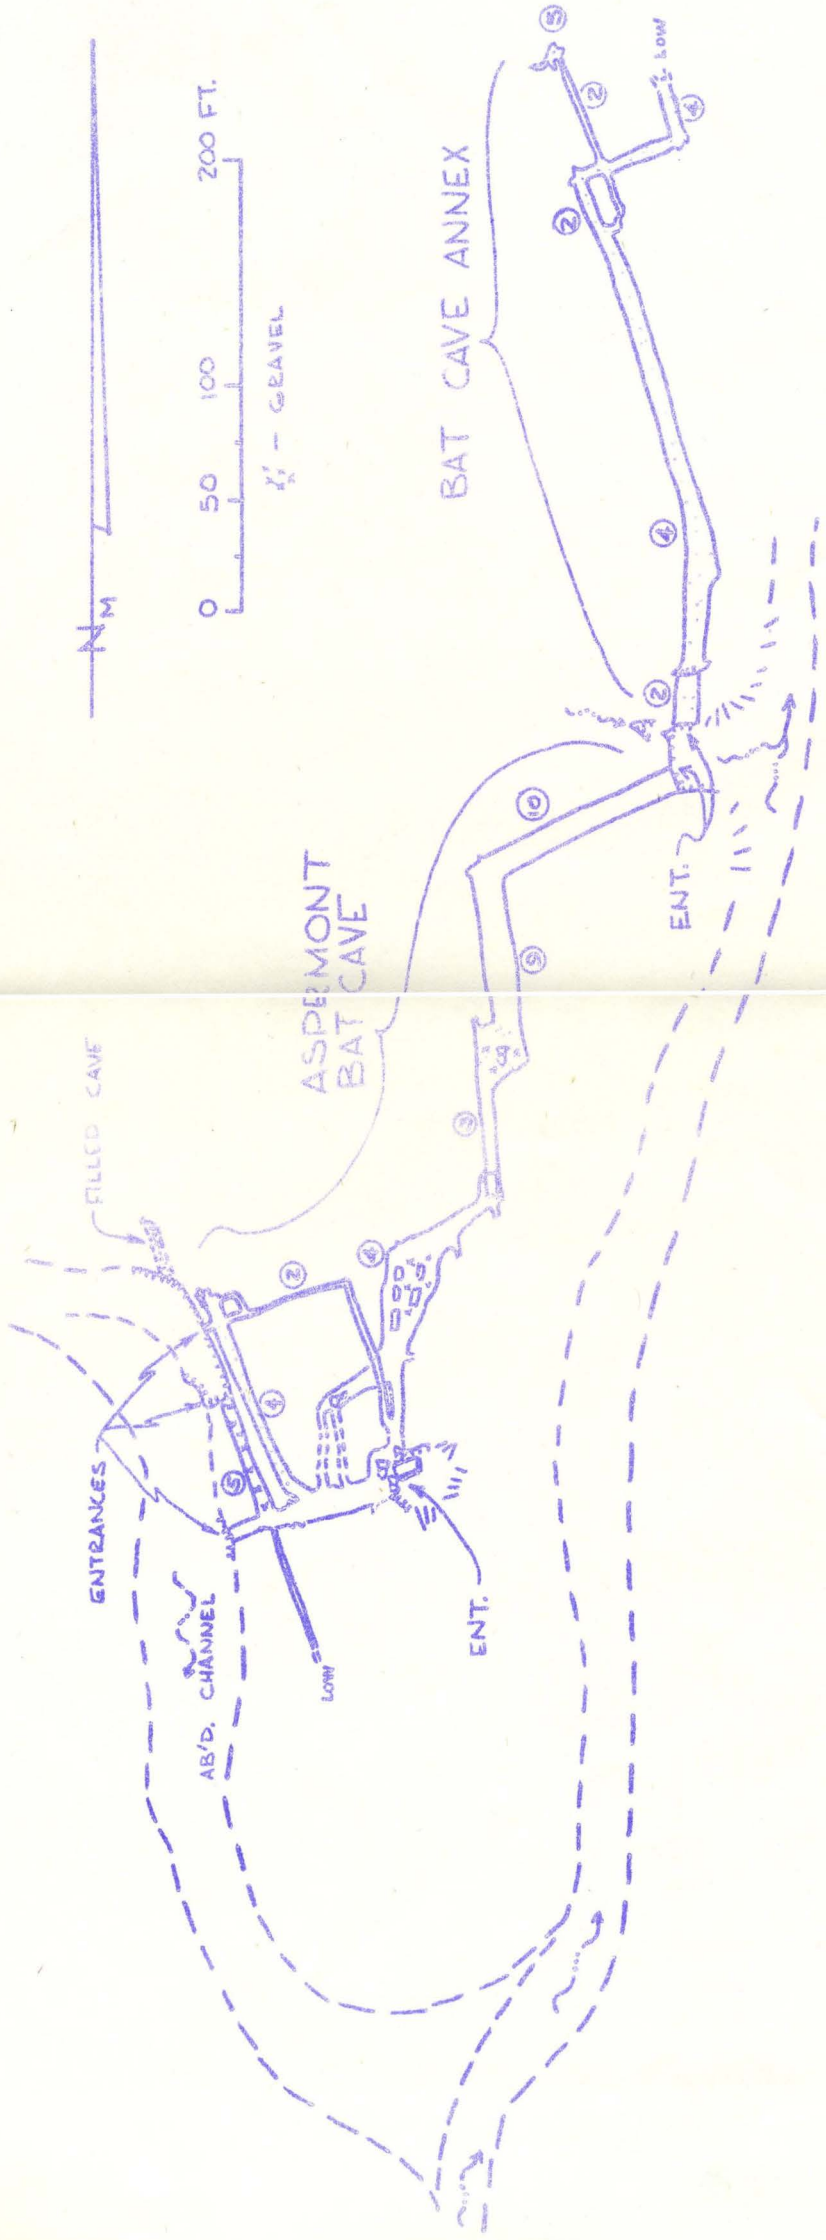 N M
0 50 100 200 FT.
- GRAVEL
BAT CAVE ANNEX
5
2
LOW
4
2
4
2
ASPERMONT
BAT CAVE
10
9
ENT.
3
4
2
FILLED CAVE
ENTRANCES
4
5
AB'D. CHANNEL
LOW
ENT.